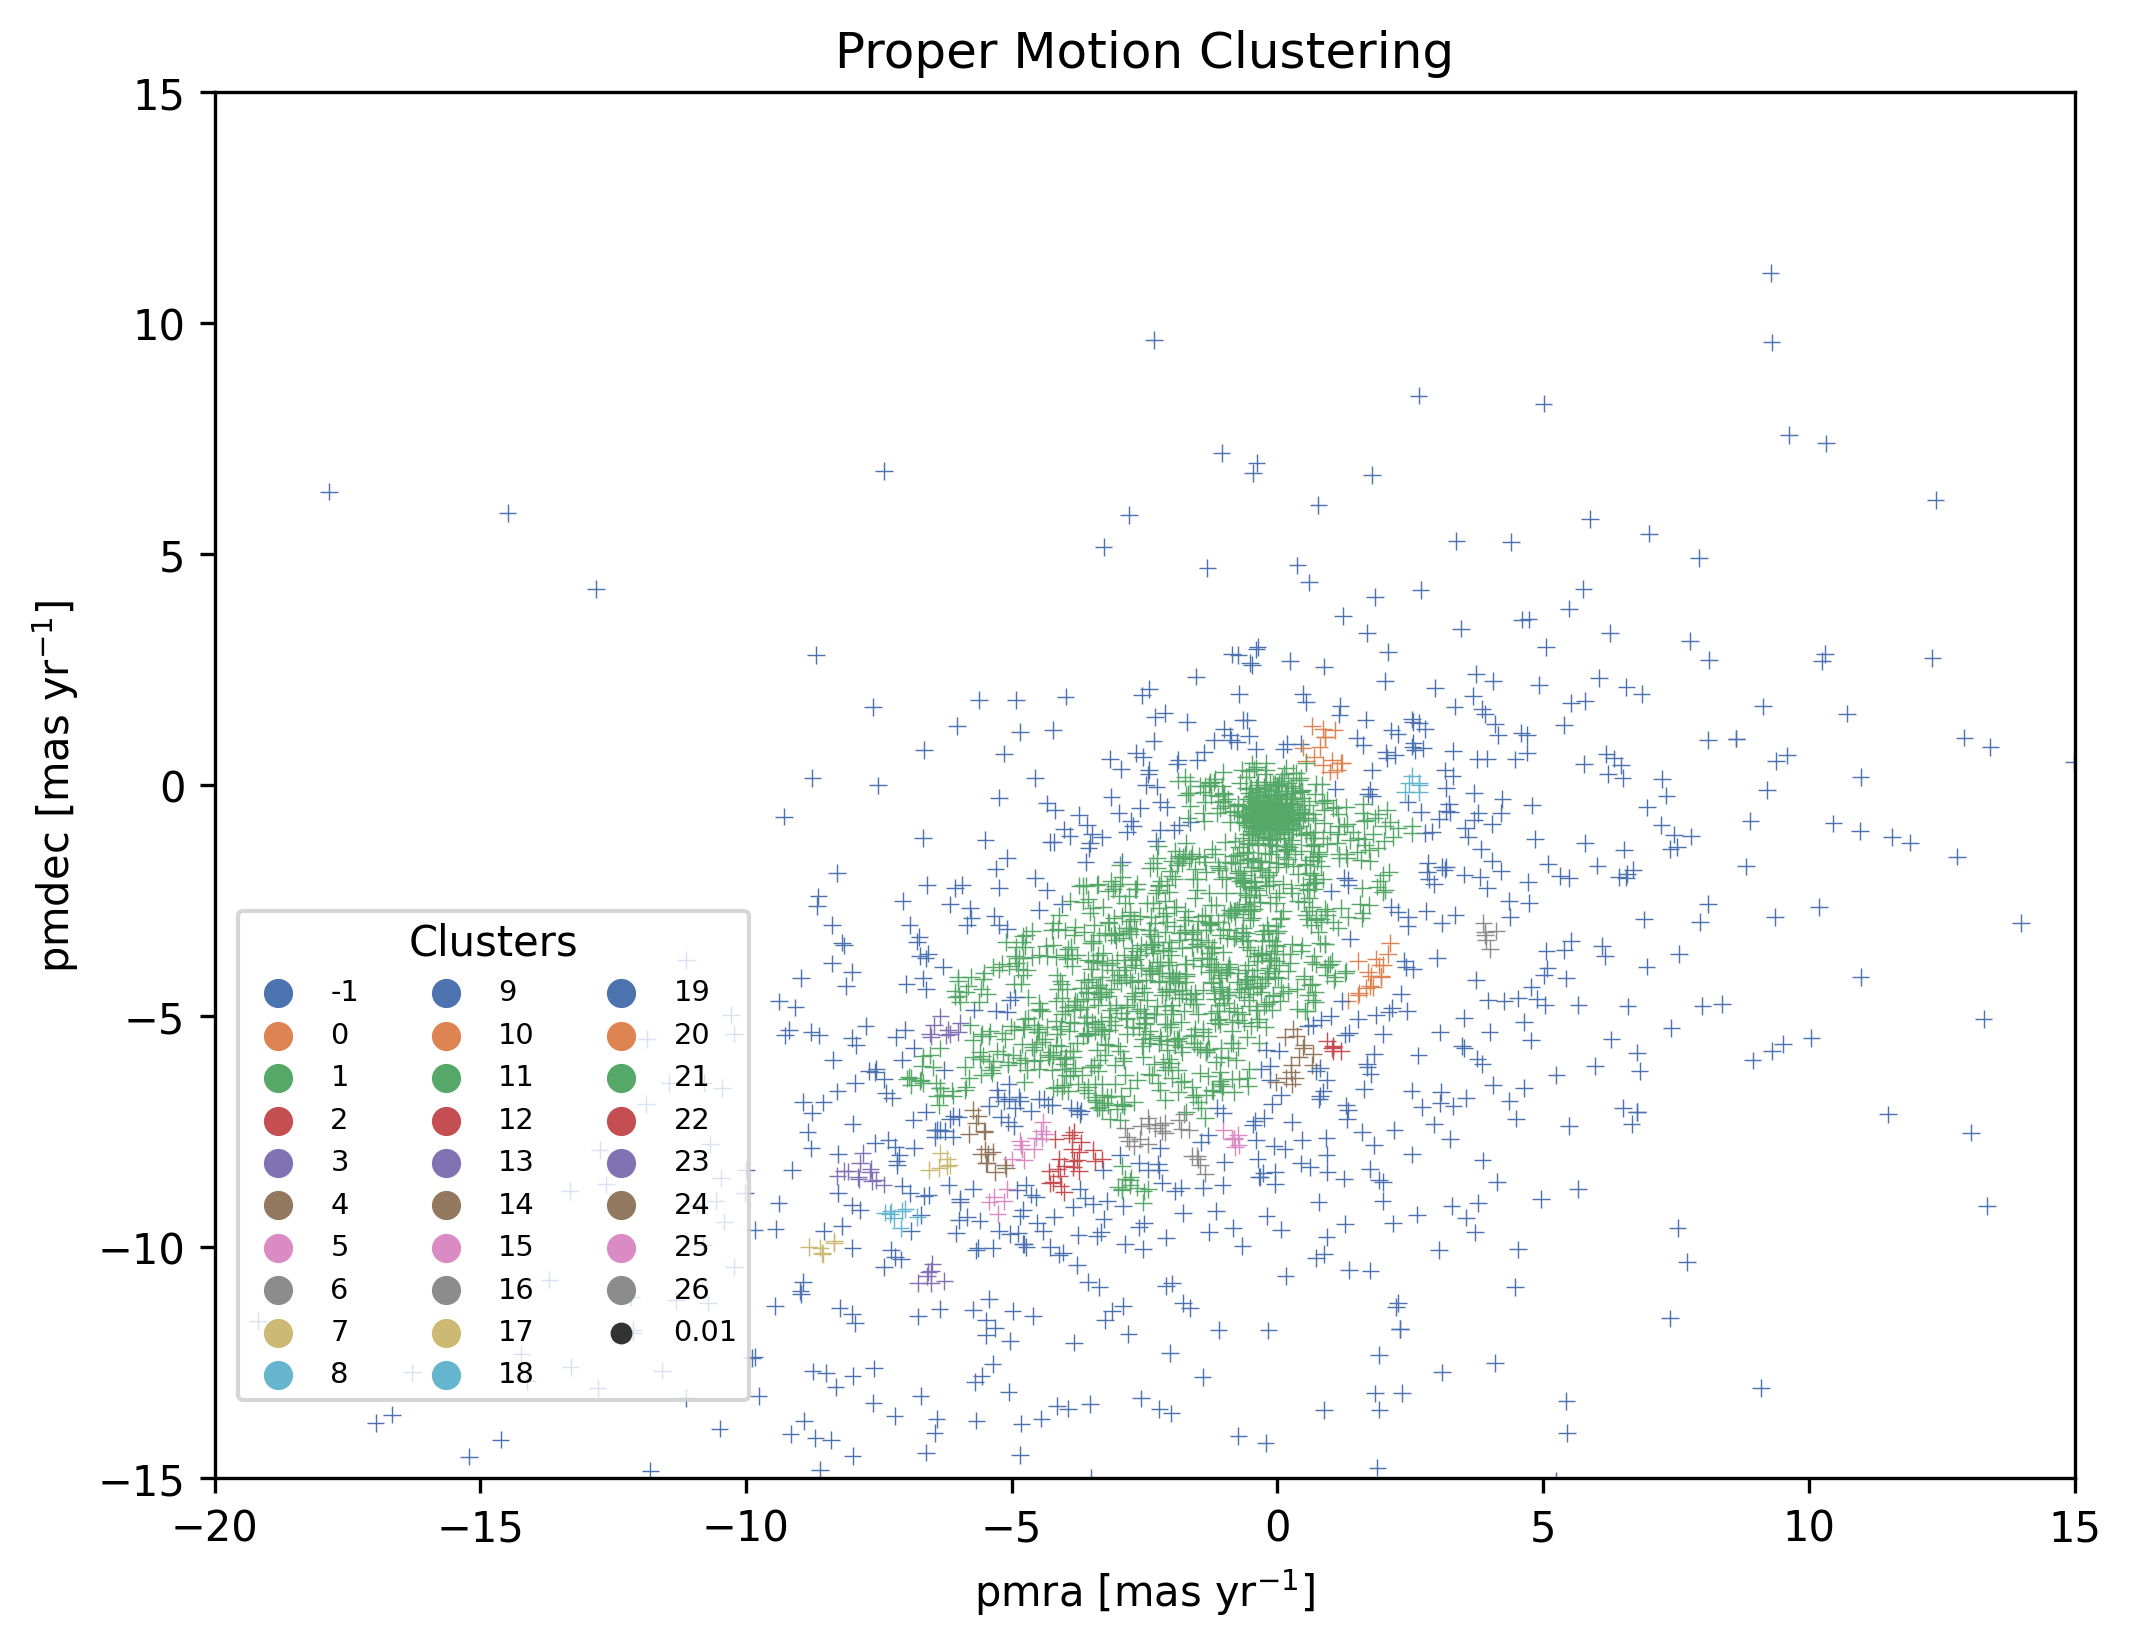 Proper Motion Clustering
15
10
5
0
−5
−10
−15
pmdec [mas yr⁻¹]
Clusters
-1 9 19
0 10 20
1 11 21
2 12 22
3 13 23
4 14 24
5 15 25
6 16 26
7 17 0.01
8 18
−20 −15 −10 −5 0 5 10 15
pmra [mas yr⁻¹]